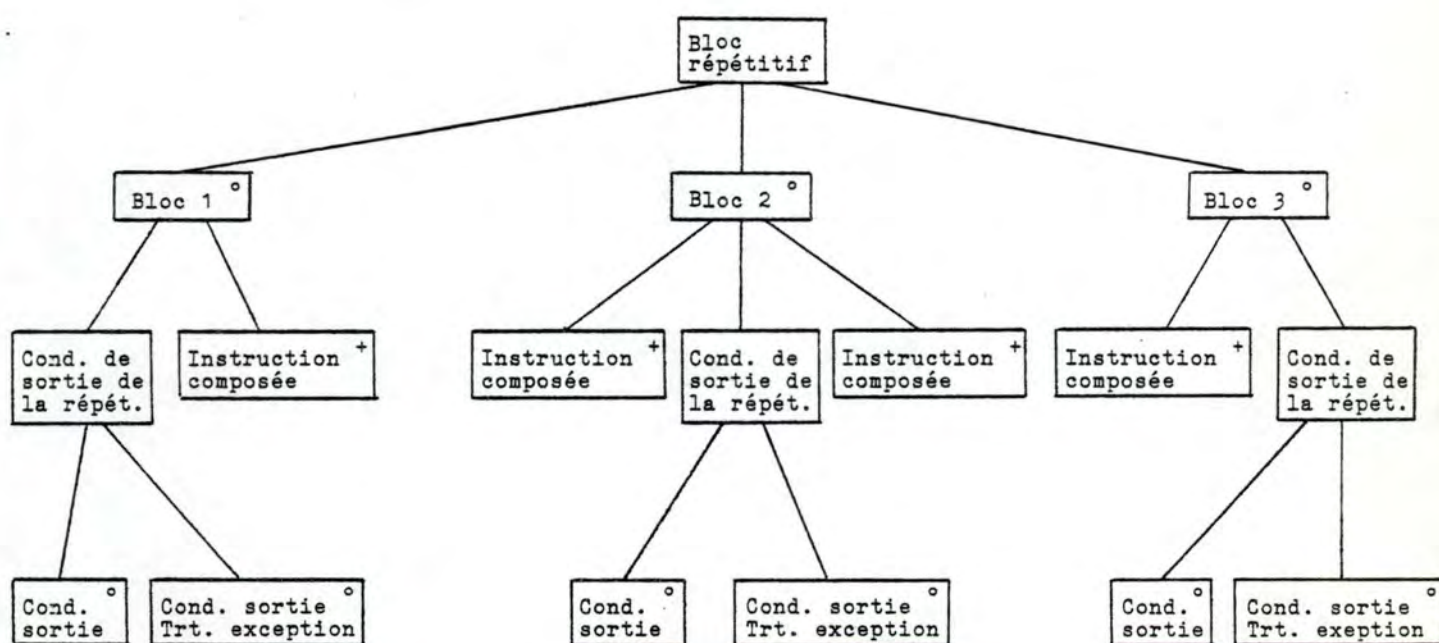 Bloc
répétitif
Bloc 1 °
Bloc 2 °
Bloc 3 °
Cond. de
sortie de
la répét.
Instruction +
composée
Instruction +
composée
Cond. de
sortie de
la répét.
Instruction +
composée
Instruction +
composée
Cond. de
sortie de
la répét.
Cond. °
sortie
Cond. sortie °
Trt. exception
Cond. °
sortie
Cond. sortie °
Trt. exception
Cond. °
sortie
Cond. sortie °
Trt. exeption